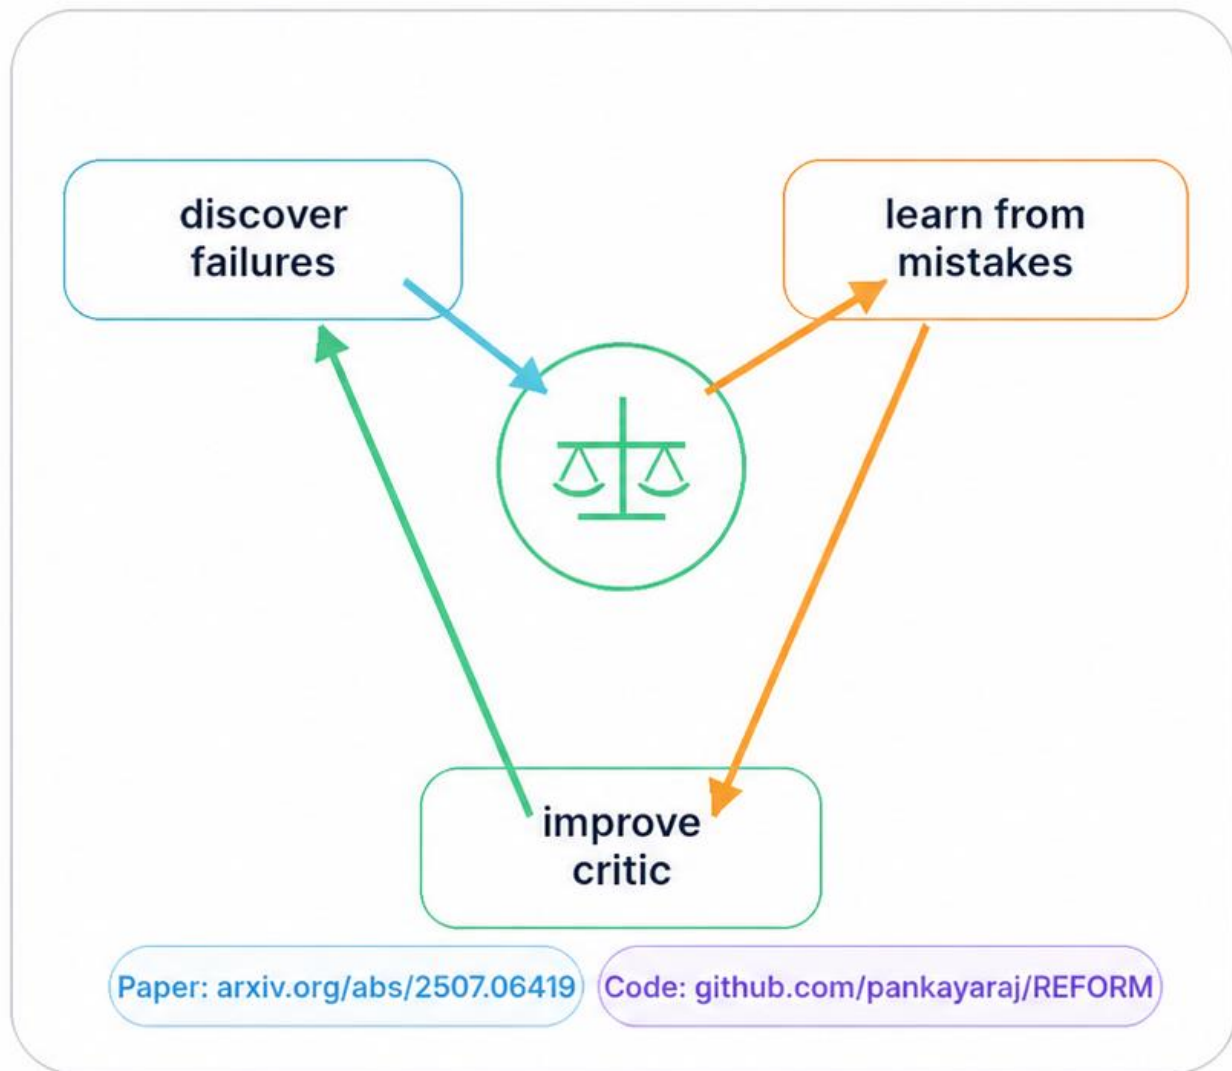 discover
failures
learn from
mistakes
improve
critic
Paper: arxiv.org/abs/2507.06419
Code: github.com/pankayaraj/REFORM